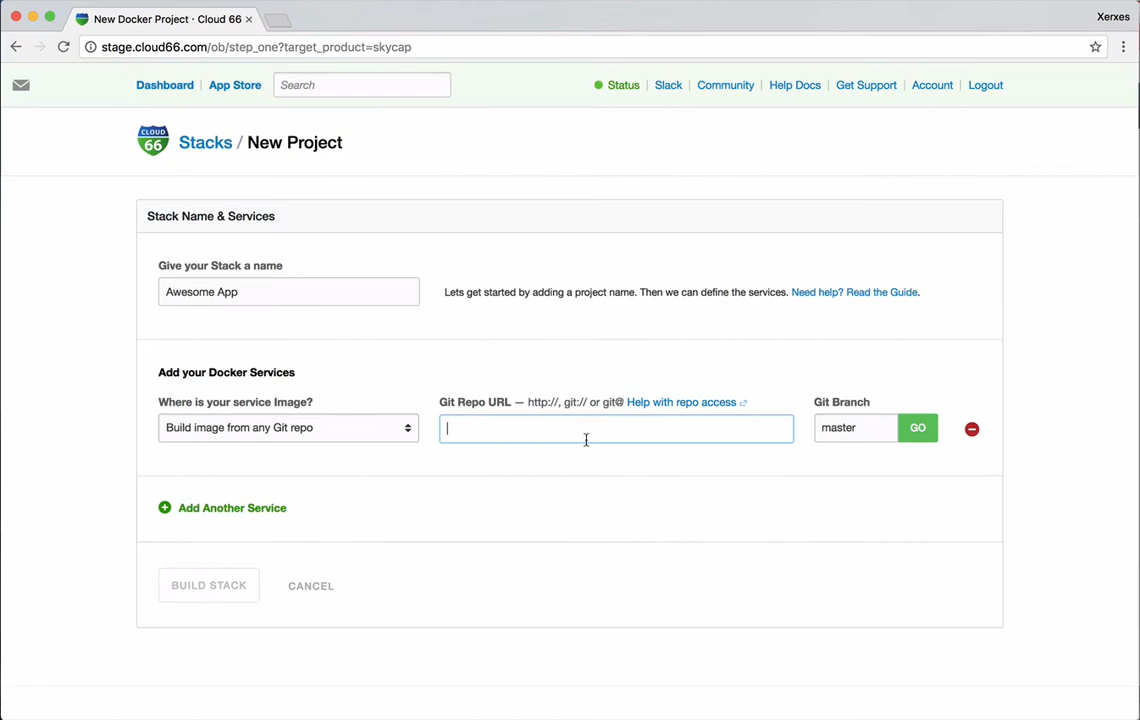 New Docker Project · Cloud 66
Xerxes
stage.cloud66.com/ob/step_one?target_product=skycap
Dashboard App Store Search Status Slack Community Help Docs Get Support Account Logout
CLOUD
66
Stacks / New Project
Stack Name & Services
Give your Stack a name
Awesome App
Lets get started by adding a project name. Then we can define the services. Need help? Read the Guide.
Add your Docker Services
Where is your service Image? Git Repo URL — http://, git:// or git@ Help with repo access Git Branch
Build image from any Git repo master GO
Add Another Service
BUILD STACK CANCEL